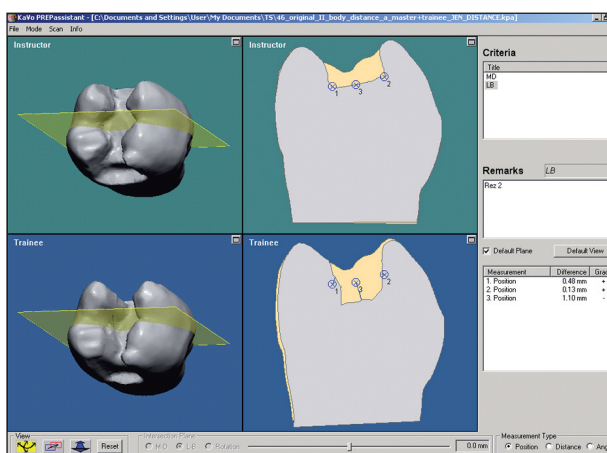 KaVo PREPassistant - [C:\Documents and Settings\User\My Documents\TS\46_original_II_body_distance_a_master+trainee_JEN_DISTANCE.kpa]
File Mode Scan Info
Instructor
Instructor
1
3
2
Criteria
Title
MD
LB
Remarks
LB
Rez 2
Trainee
Trainee
1
3
2
Default Plane
Default View
Measurement Difference Grad
1. Position 0.48 mm +
2. Position 0.13 mm +
3. Position 1.10 mm -
View
Reset
Intersection Plane
M-D
L-B
Rotation
0.0 mm
Measurement Type
Position
Distance
Ang